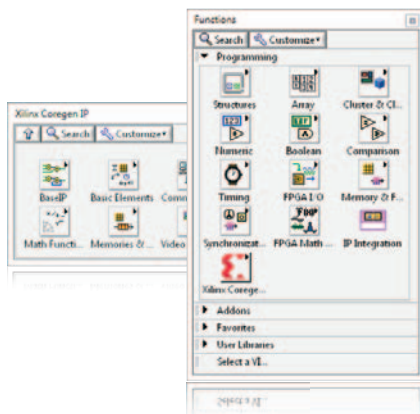 Functions
Search Customize
Programming
Structures Array Cluster & Cl...
Numeric Boolean Comparison
Timing FPGA I/O Memory & F...
Synchronizat... FPGA Math ... IP Integration
Xilinx Corege...
Addons
Favorites
User Libraries
Select a VI...
Xilinx Coregen IP
Search Customize
BaseIP Basic Elements Comm
Math Functi... Memories & ... Video